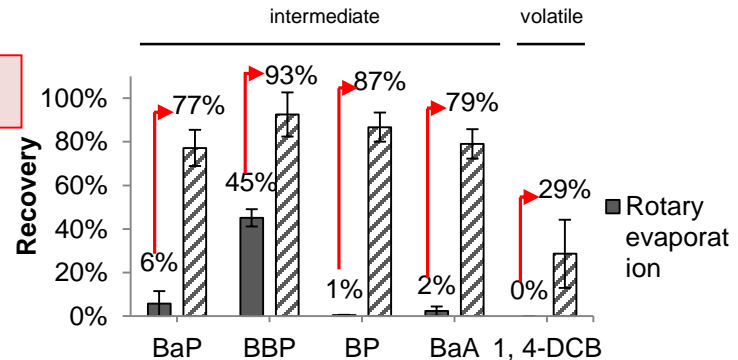 intermediate volatile
77% 93% 87% 79%
100%
80%
60%
40%
20%
0%
Recovery
6% 45% 1% 2% 0% 29%
Rotary
evaporat
ion
BaP BBP BP BaA 1, 4-DCB